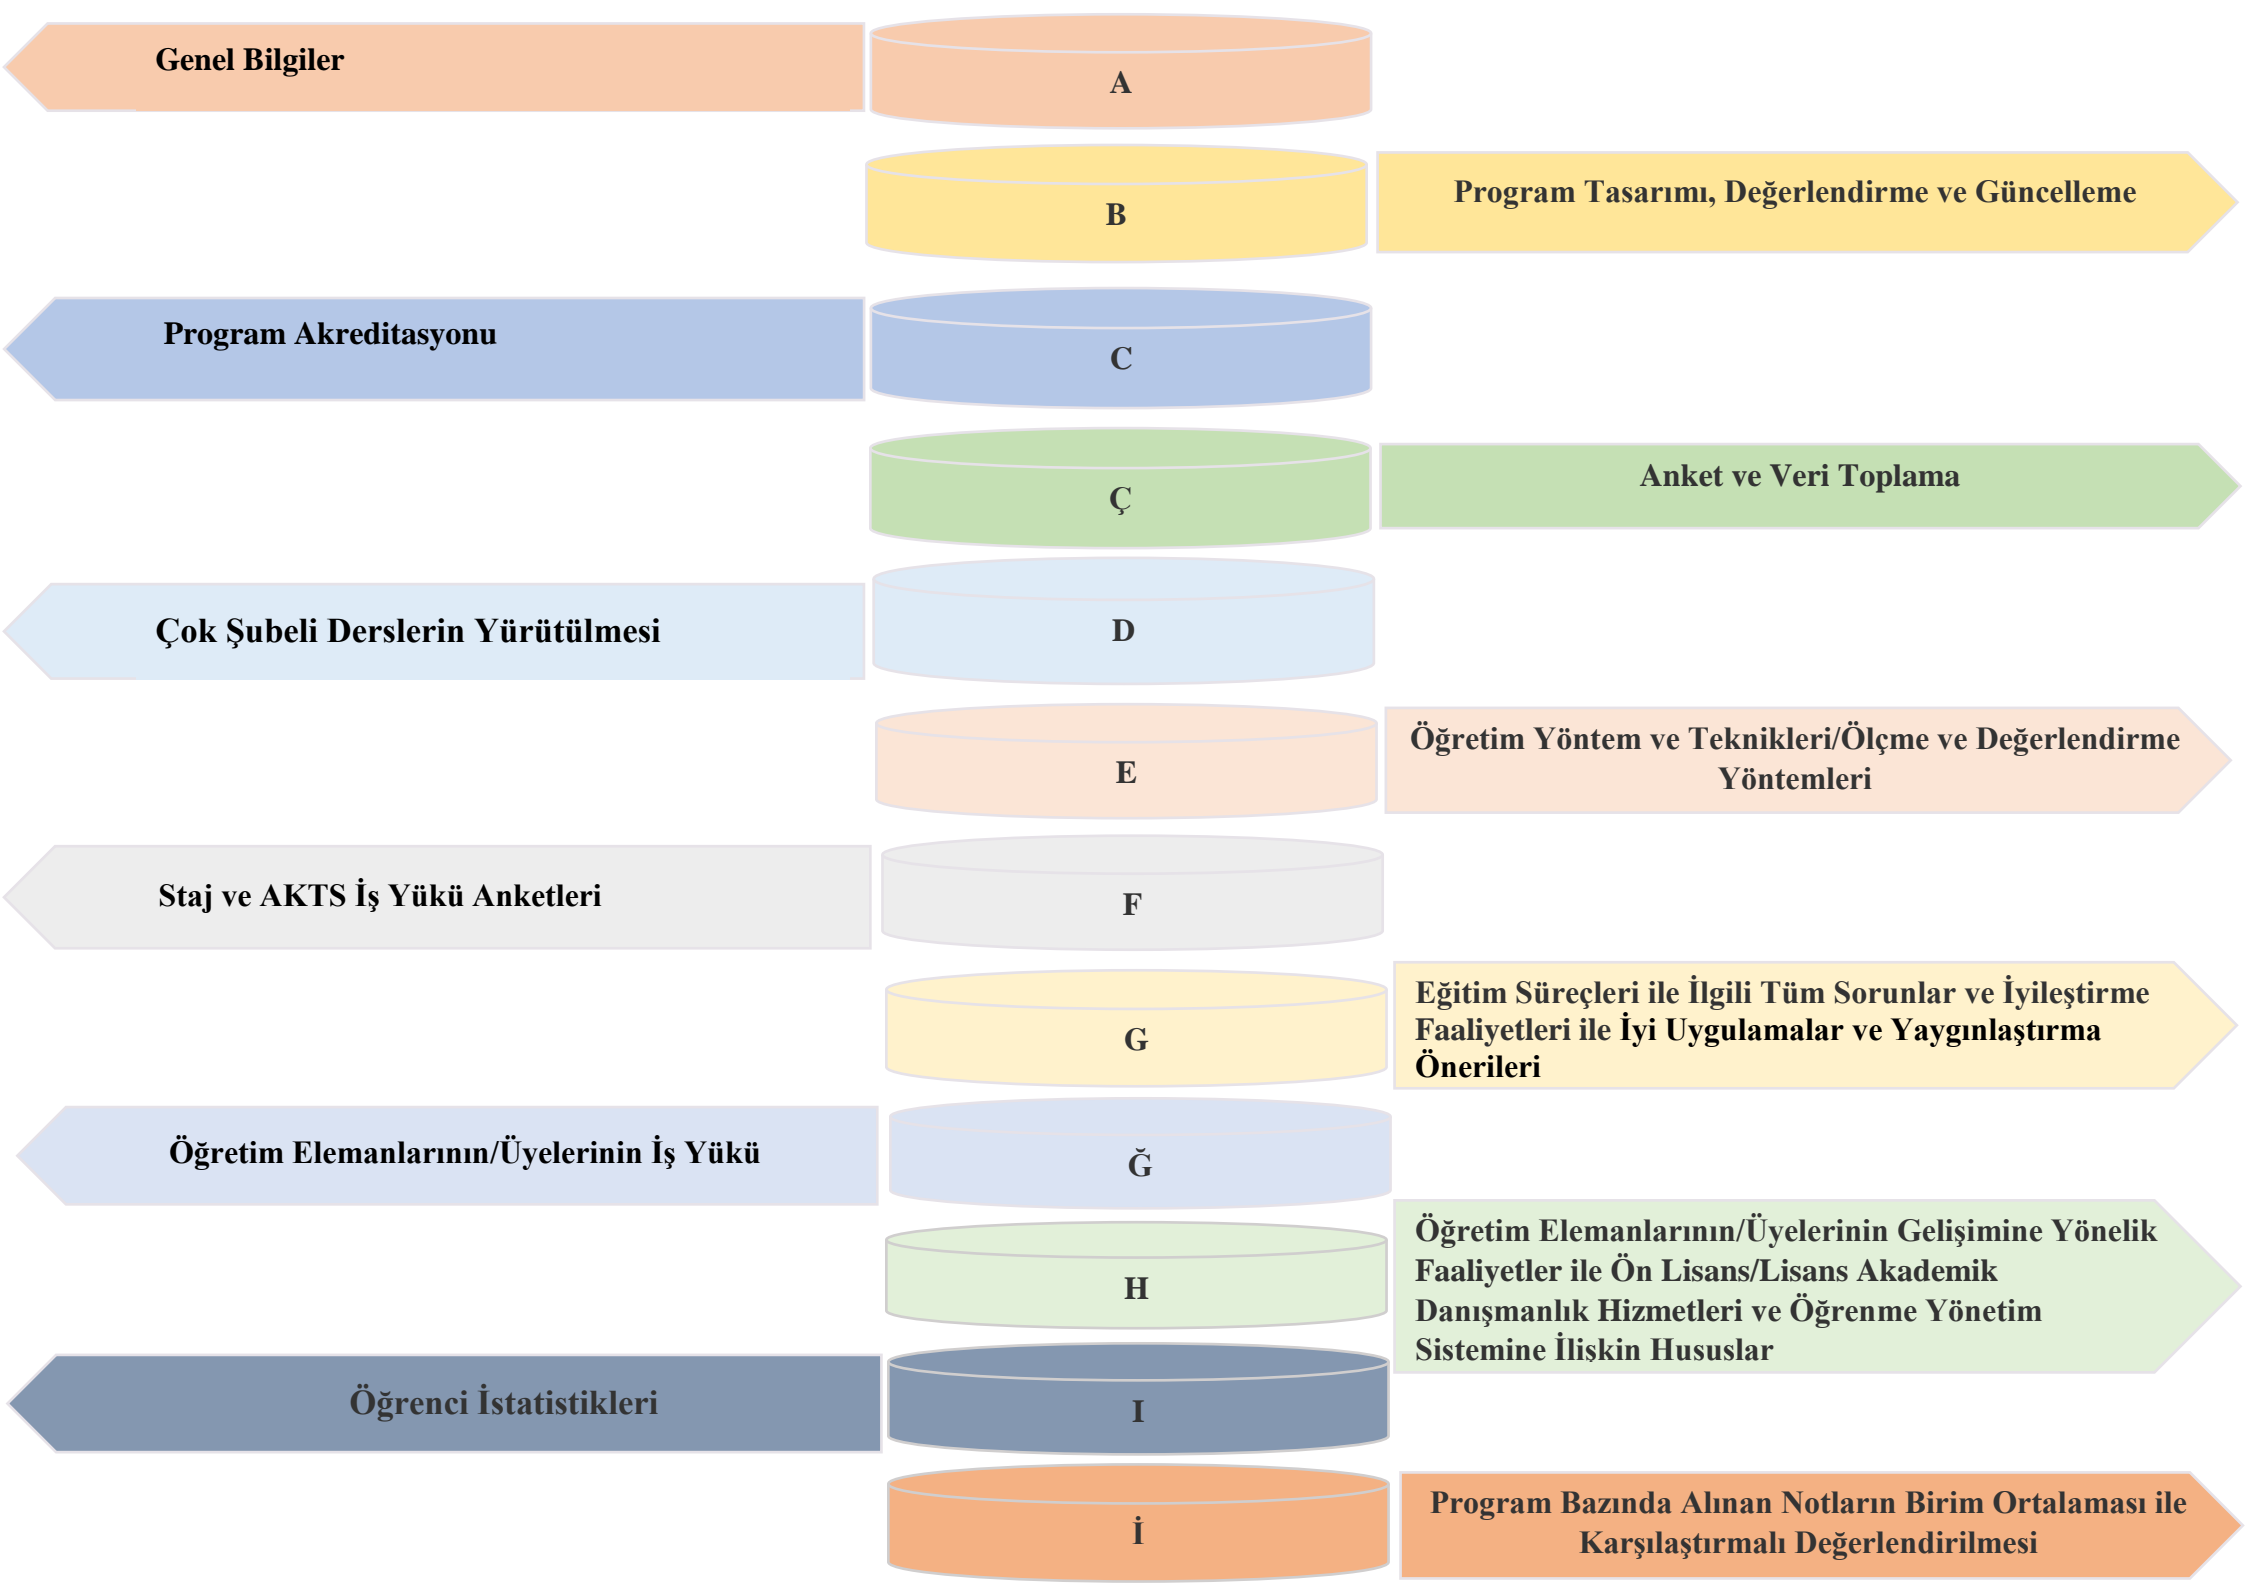 Genel Bilgiler
A
B
Program Tasarımı, Değerlendirme ve Güncelleme
Program Akreditasyonu
C
Ç
Anket ve Veri Toplama
Çok Şubeli Derslerin Yürütülmesi
D
E
Öğretim Yöntem ve Teknikleri/Ölçme ve Değerlendirme
Yöntemleri
Staj ve AKTS İş Yükü Anketleri
F
G
Eğitim Süreçleri ile İlgili Tüm Sorunlar ve İyileştirme
Faaliyetleri ile İyi Uygulamalar ve Yaygınlaştırma
Önerileri
Öğretim Elemanlarının/Üyelerinin İş Yükü
Ğ
H
Öğretim Elemanlarının/Üyelerinin Gelişimine Yönelik
Faaliyetler ile Ön Lisans/Lisans Akademik
Danışmanlık Hizmetleri ve Öğrenme Yönetim
Sistemine İlişkin Hususlar
Öğrenci İstatistikleri
I
İ
Program Bazında Alınan Notların Birim Ortalaması ile
Karşılaştırmalı Değerlendirilmesi